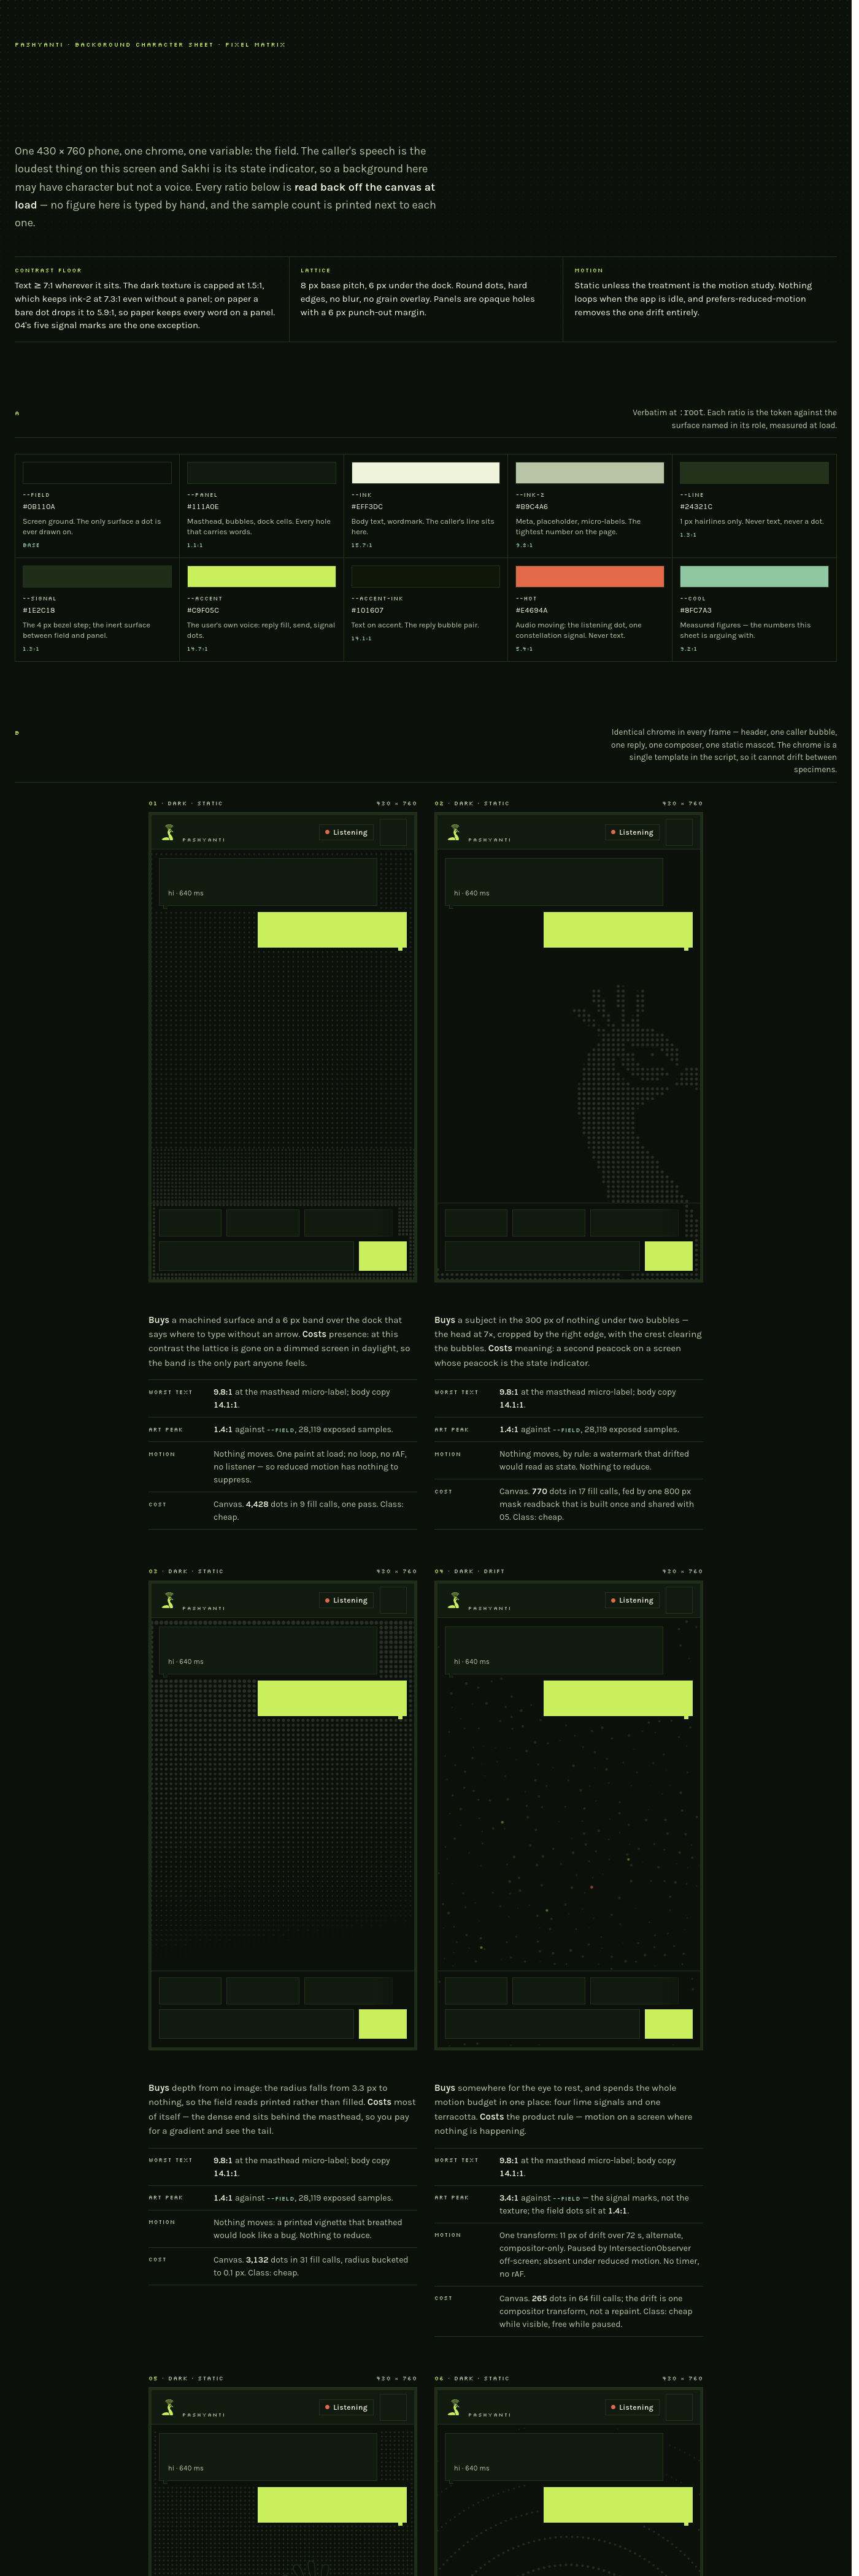 PASHYANTI · BACKGROUND CHARACTER SHEET · PIXEL MATRIX
One 430 × 760 phone, one chrome, one variable: the field. The caller's speech is the
loudest thing on this screen and Sakhi is its state indicator, so a background here
may have character but not a voice. Every ratio below is read back off the canvas at
load — no figure here is typed by hand, and the sample count is printed next to each
one.
CONTRAST FLOOR
Text ≥ 7:1 wherever it sits. The dark texture is capped at 1.5:1,
which keeps ink-2 at 7.3:1 even without a panel; on paper a
bare dot drops it to 5.9:1, so paper keeps every word on a panel.
04's five signal marks are the one exception.
LATTICE
8 px base pitch, 6 px under the dock. Round dots, hard
edges, no blur, no grain overlay. Panels are opaque holes
with a 6 px punch-out margin.
MOTION
Static unless the treatment is the motion study. Nothing
loops when the app is idle, and prefers-reduced-motion
removes the one drift entirely.
A
Verbatim at :root. Each ratio is the token against the
surface named in its role, measured at load.
--FIELD
#0B110A
Screen ground. The only surface a dot is
ever drawn on.
BASE
--PANEL
#111A0E
Masthead, bubbles, dock cells. Every hole
that carries words.
1.1:1
--INK
#EFF3DC
Body text, wordmark. The caller's line sits
here.
15.7:1
--INK-2
#B9C4A6
Meta, placeholder, micro-labels. The
tightest number on the page.
9.8:1
--LINE
#24321C
1 px hairlines only. Never text, never a dot.
1.3:1
--SIGNAL
#1E2C18
The 4 px bezel step; the inert surface
between field and panel.
1.3:1
--ACCENT
#C9F05C
The user's own voice: reply fill, send, signal
dots.
14.7:1
--ACCENT-INK
#101607
Text on accent. The reply bubble pair.
14.1:1
--HOT
#E4694A
Audio moving: the listening dot, one
constellation signal. Never text.
5.9:1
--COOL
#8FC7A3
Measured figures — the numbers this
sheet is arguing with.
9.2:1
B
Identical chrome in every frame — header, one caller bubble,
one reply, one composer, one static mascot. The chrome is a
single template in the script, so it cannot drift between
specimens.
01 · DARK · STATIC
430 × 760
PASHYANTI
Listening
hi · 640 ms
Buys a machined surface and a 6 px band over the dock that
says where to type without an arrow. Costs presence: at this
contrast the lattice is gone on a dimmed screen in daylight, so
the band is the only part anyone feels.
WORST TEXT
9.8:1 at the masthead micro-label; body copy
14.1:1.
ART PEAK
1.4:1 against --FIELD, 28,119 exposed samples.
MOTION
Nothing moves. One paint at load; no loop, no rAF,
no listener — so reduced motion has nothing to
suppress.
COST
Canvas. 4,428 dots in 9 fill calls, one pass. Class:
cheap.
02 · DARK · STATIC
430 × 760
PASHYANTI
Listening
hi · 640 ms
Buys a subject in the 300 px of nothing under two bubbles —
the head at 7×, cropped by the right edge, with the crest clearing
the bubbles. Costs meaning: a second peacock on a screen
whose peacock is the state indicator.
WORST TEXT
9.8:1 at the masthead micro-label; body copy
14.1:1.
ART PEAK
1.4:1 against --FIELD, 28,119 exposed samples.
MOTION
Nothing moves, by rule: a watermark that drifted
would read as state. Nothing to reduce.
COST
Canvas. 770 dots in 17 fill calls, fed by one 800 px
mask readback that is built once and shared with
05. Class: cheap.
03 · DARK · STATIC
430 × 760
PASHYANTI
Listening
hi · 640 ms
Buys depth from no image: the radius falls from 3.3 px to
nothing, so the field reads printed rather than filled. Costs most
of itself — the dense end sits behind the masthead, so you pay
for a gradient and see the tail.
WORST TEXT
9.8:1 at the masthead micro-label; body copy
14.1:1.
ART PEAK
1.4:1 against --FIELD, 28,119 exposed samples.
MOTION
Nothing moves: a printed vignette that breathed
would look like a bug. Nothing to reduce.
COST
Canvas. 3,132 dots in 31 fill calls, radius bucketed
to 0.1 px. Class: cheap.
04 · DARK · DRIFT
430 × 760
PASHYANTI
Listening
hi · 640 ms
Buys somewhere for the eye to rest, and spends the whole
motion budget in one place: four lime signals and one
terracotta. Costs the product rule — motion on a screen where
nothing is happening.
WORST TEXT
9.8:1 at the masthead micro-label; body copy
14.1:1.
ART PEAK
3.4:1 against --FIELD — the signal marks, not the
texture; the field dots sit at 1.4:1.
MOTION
One transform: 11 px of drift over 72 s, alternate,
compositor-only. Paused by IntersectionObserver
off-screen; absent under reduced motion. No timer,
no rAF.
COST
Canvas. 265 dots in 64 fill calls; the drift is one
compositor transform, not a repaint. Class: cheap
while visible, free while paused.
05 · DARK · STATIC
430 × 760
PASHYANTI
Listening
hi · 640 ms
06 · DARK · STATIC
430 × 760
PASHYANTI
Listening
hi · 640 ms